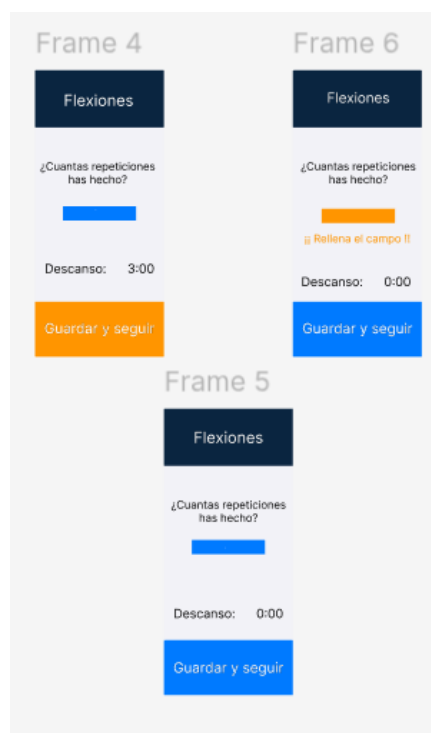 Frame 4
Flexiones
¿Cuantas repeticiones
has hecho?
Descanso: 3:00
Guardar y seguir
Frame 6
Flexiones
¿Cuantas repeticiones
has hecho?
¡¡ Rellena el campo !!
Descanso: 0:00
Guardar y seguir
Frame 5
Flexiones
¿Cuantas repeticiones
has hecho?
Descanso: 0:00
Guardar y seguir